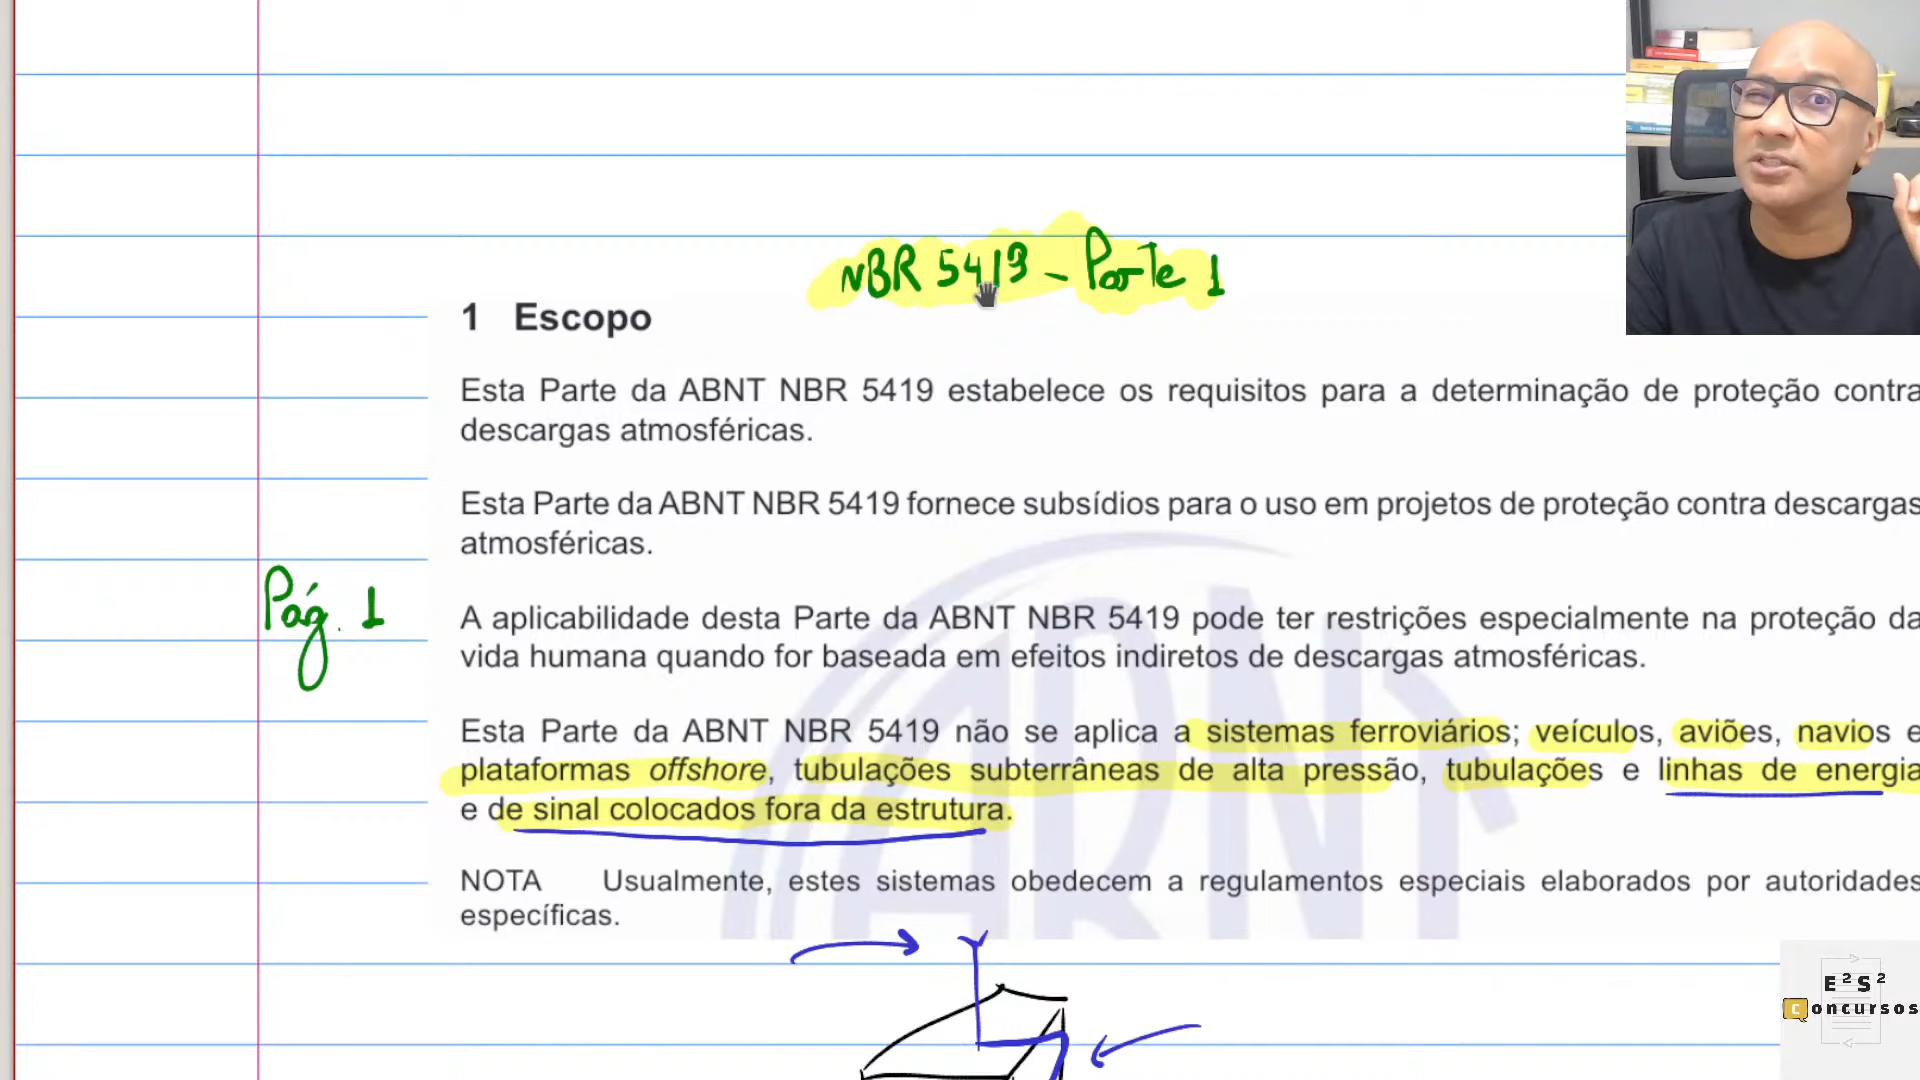 NBR 5419 - Parte 1
1 Escopo
Esta Parte da ABNT NBR 5419 estabelece os requisitos para a determinação de proteção contra
descargas atmosféricas.
Esta Parte da ABNT NBR 5419 fornece subsídios para o uso em projetos de proteção contra descargas
atmosféricas.
Pág. 1
A aplicabilidade desta Parte da ABNT NBR 5419 pode ter restrições especialmente na proteção da
vida humana quando for baseada em efeitos indiretos de descargas atmosféricas.
Esta Parte da ABNT NBR 5419 não se aplica a sistemas ferroviários; veículos, aviões, navios e
plataformas offshore, tubulações subterrâneas de alta pressão, tubulações e linhas de energia
e de sinal colocados fora da estrutura.
NOTA Usualmente, estes sistemas obedecem a regulamentos especiais elaborados por autoridades
específicas.
ABNT
E²S²
Concursos